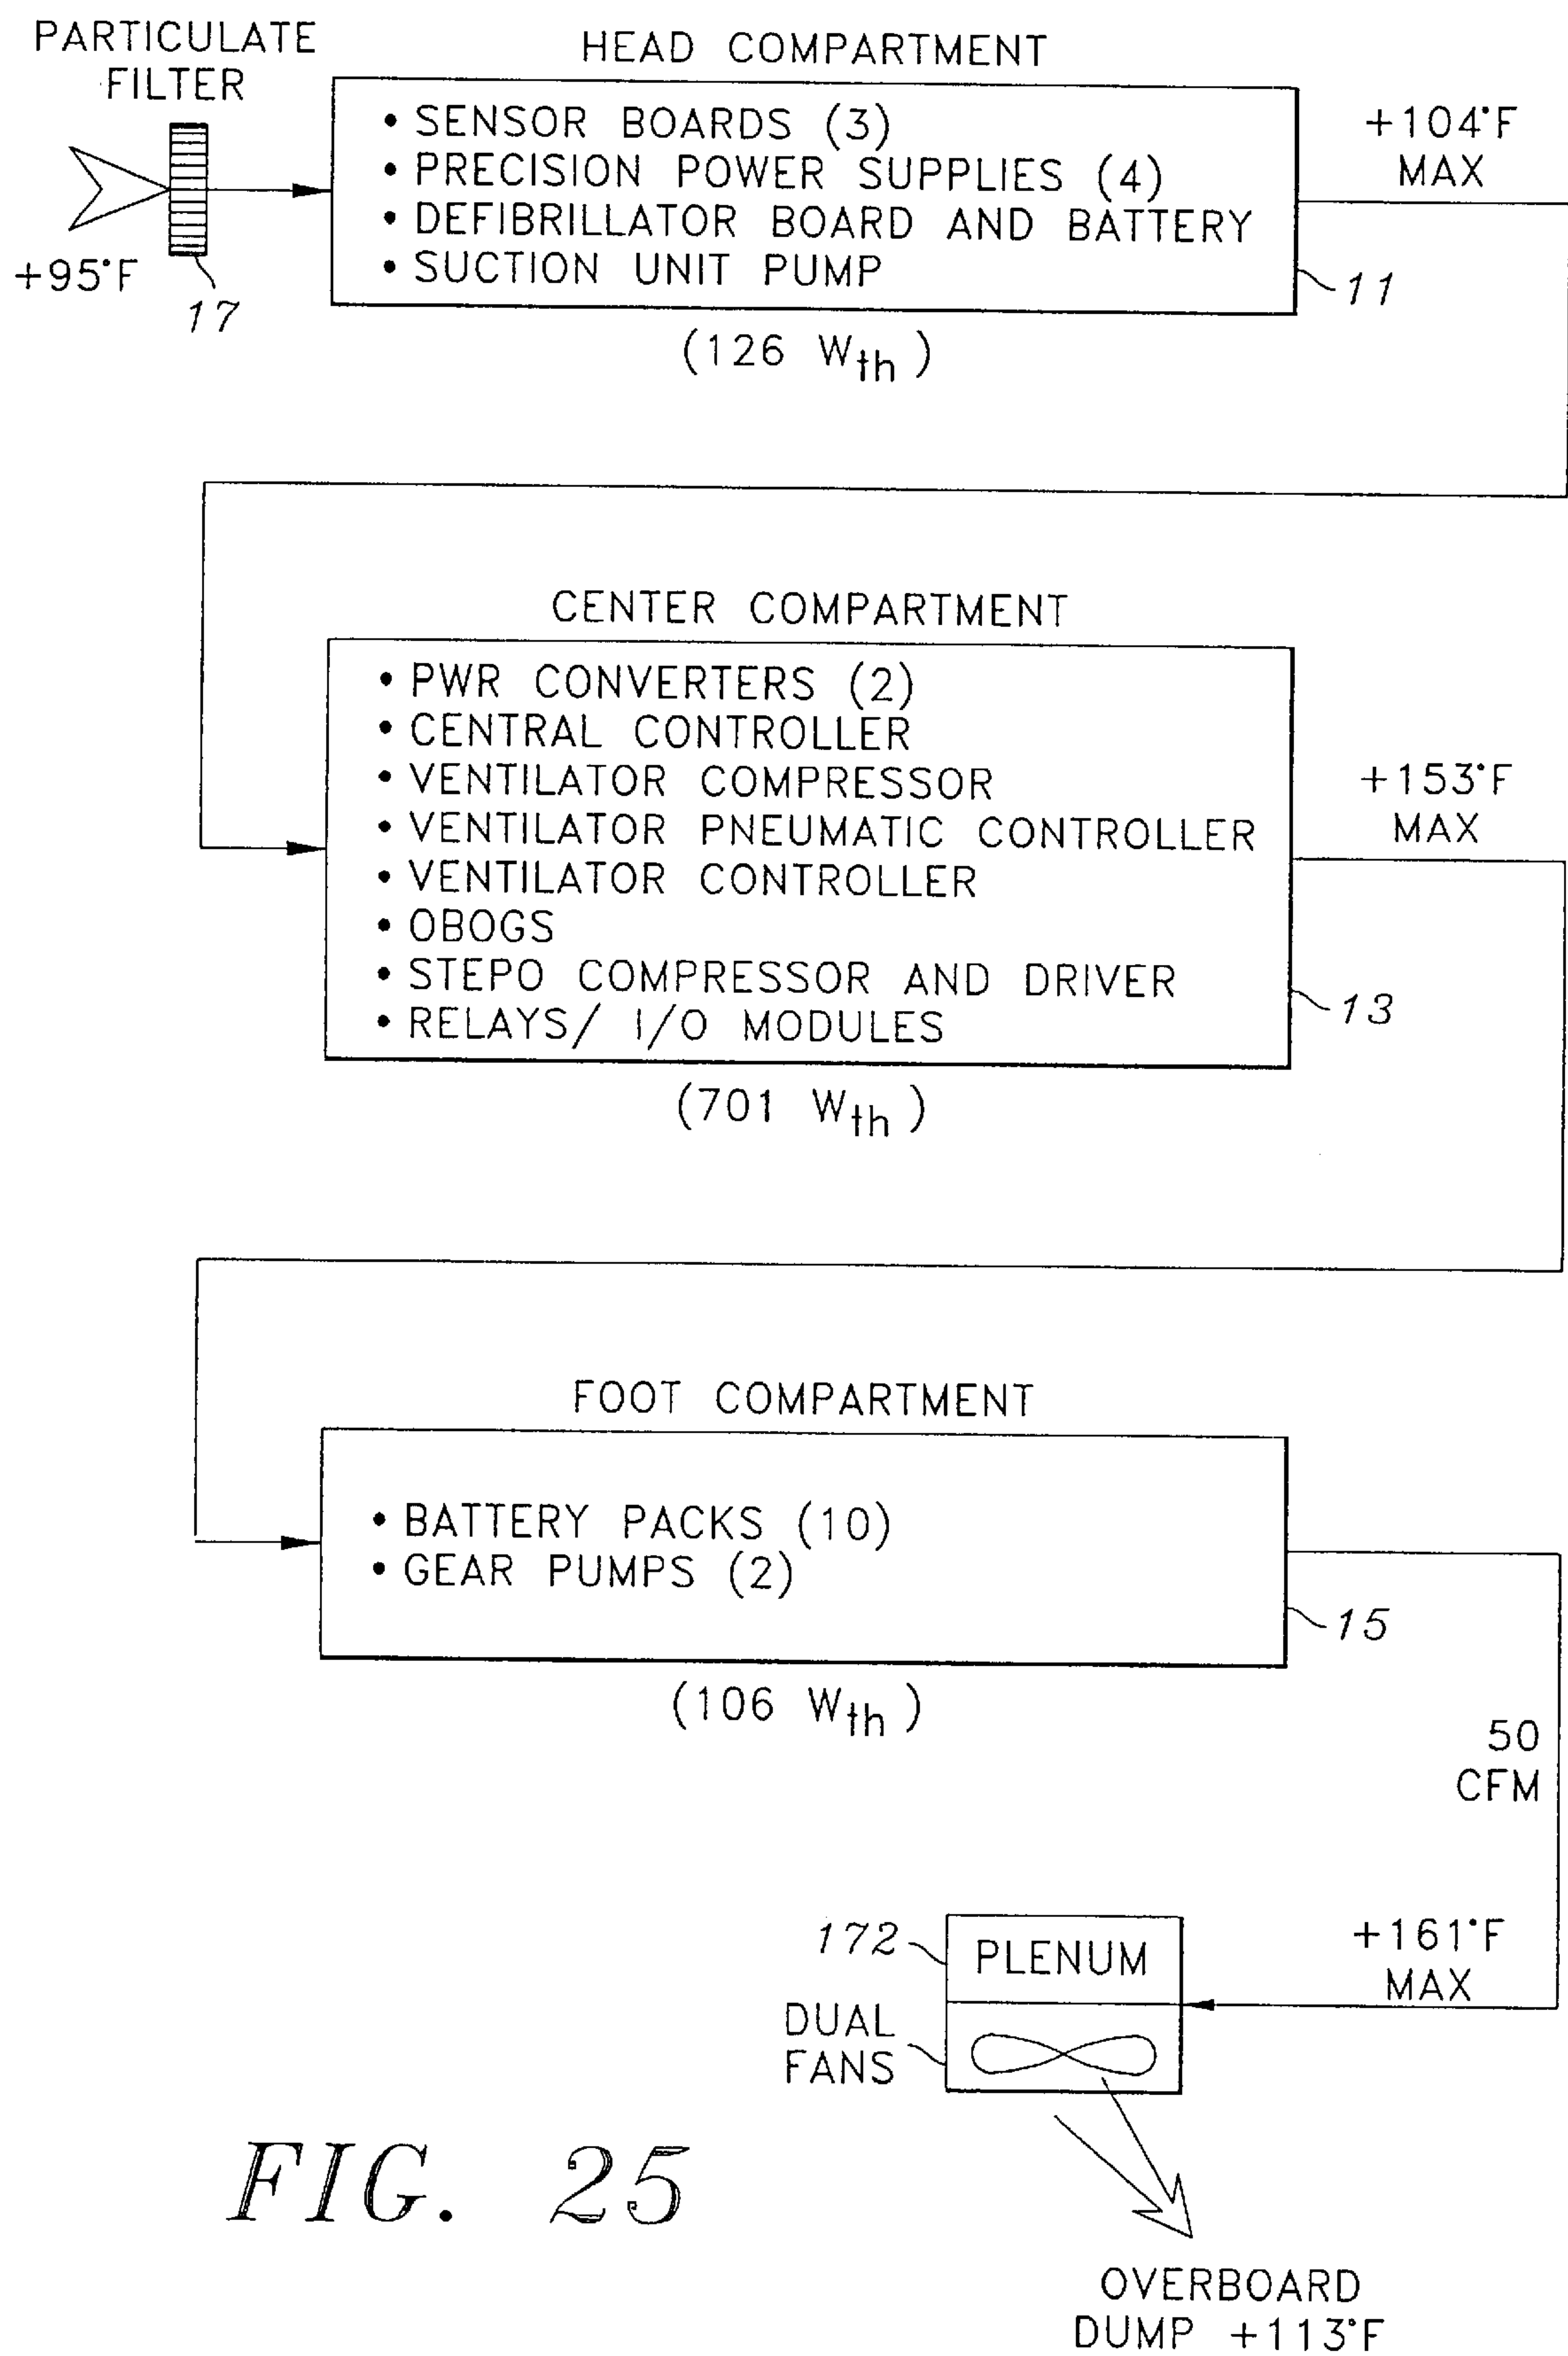 PARTICULATE
FILTER
+95°F
17
HEAD COMPARTMENT
• SENSOR BOARDS (3)
• PRECISION POWER SUPPLIES (4)
• DEFIBRILLATOR BOARD AND BATTERY
• SUCTION UNIT PUMP
11
(126 Wth)
+104°F
MAX
CENTER COMPARTMENT
• PWR CONVERTERS (2)
• CENTRAL CONTROLLER
• VENTILATOR COMPRESSOR
• VENTILATOR PNEUMATIC CONTROLLER
• VENTILATOR CONTROLLER
• OBOGS
• STEPO COMPRESSOR AND DRIVER
• RELAYS/ I/O MODULES
13
(701 Wth)
+153°F
MAX
FOOT COMPARTMENT
• BATTERY PACKS (10)
• GEAR PUMPS (2)
15
(106 Wth)
50
CFM
+161°F
MAX
172
PLENUM
DUAL
FANS
OVERBOARD
DUMP +113°F
FIG. 25